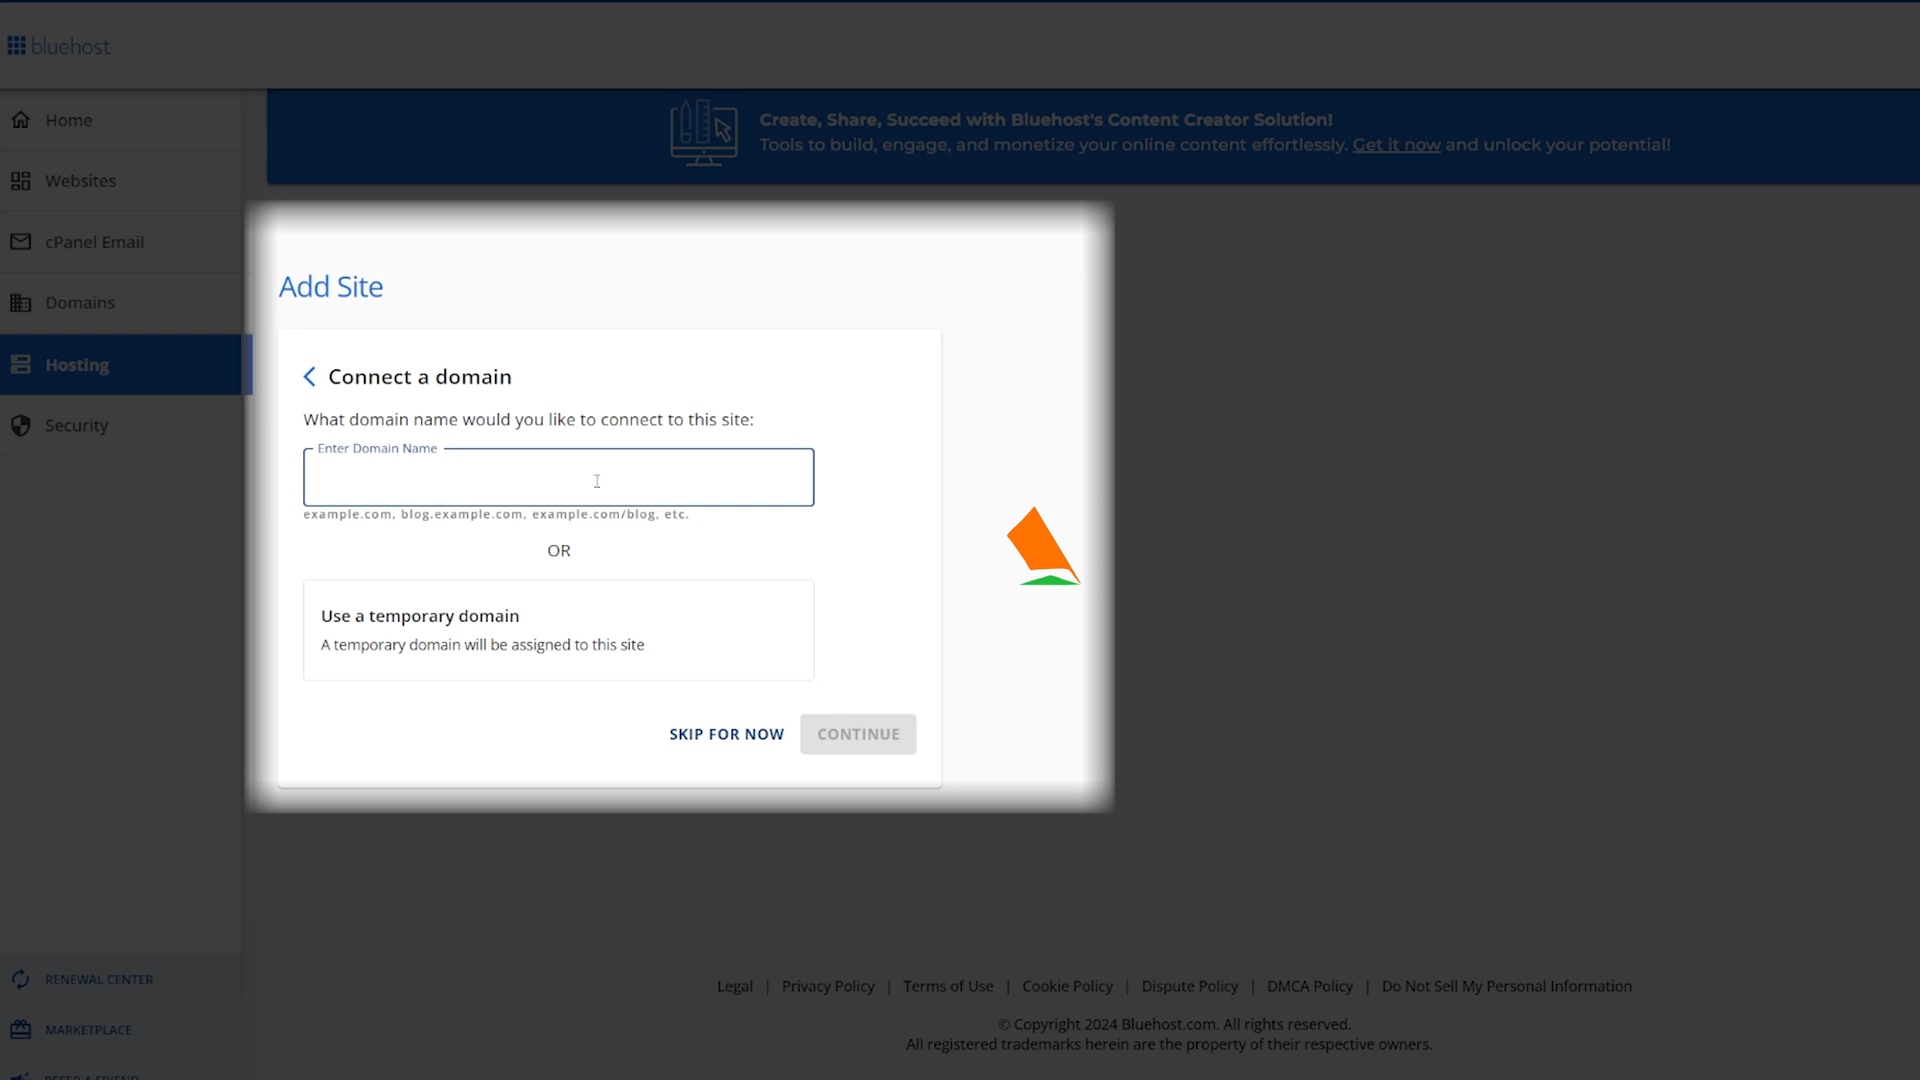 bluehost
Home
Websites
cPanel Email
Domains
Hosting
Security
RENEWAL CENTER
MARKETPLACE
REFER A FRIEND
Create, Share, Succeed with Bluehost's Content Creator Solution!
Tools to build, engage, and monetize your online content effortlessly. Get it now and unlock your potential!
Add Site
Connect a domain
What domain name would you like to connect to this site:
Enter Domain Name
example.com, blog.example.com, example.com/blog, etc.
OR
Use a temporary domain
A temporary domain will be assigned to this site
SKIP FOR NOW CONTINUE
Legal | Privacy Policy | Terms of Use | Cookie Policy | Dispute Policy | DMCA Policy | Do Not Sell My Personal Information
© Copyright 2024 Bluehost.com. All rights reserved.
All registered trademarks herein are the property of their respective owners.